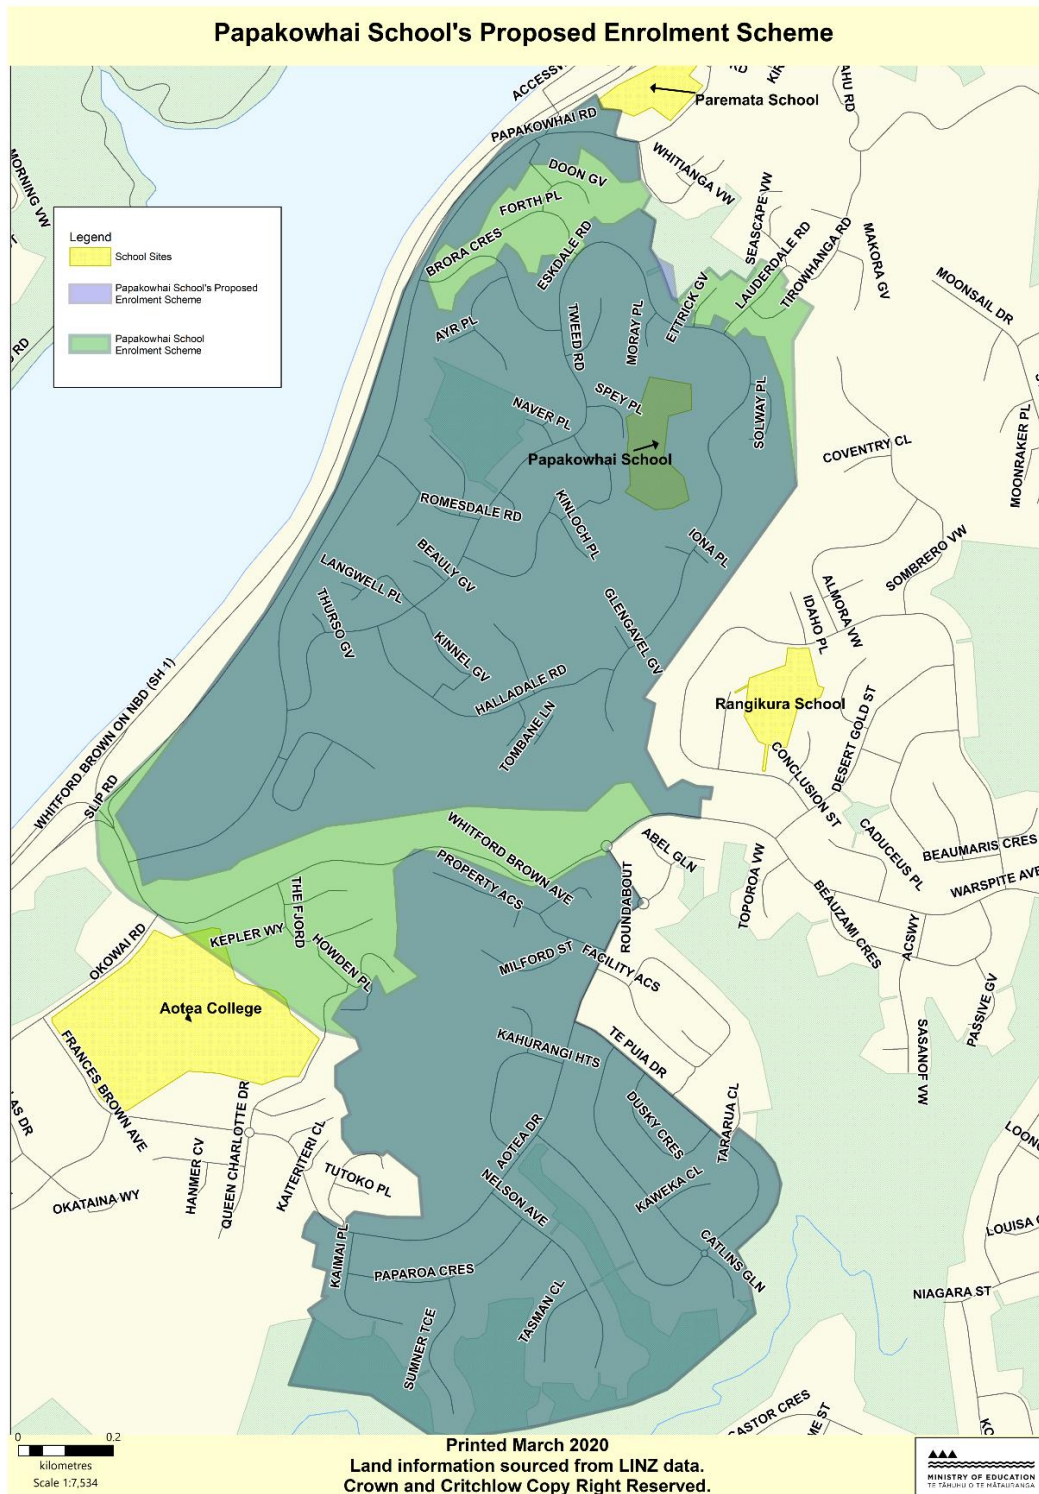 Papakowhai School's Proposed Enrolment Scheme
PAPAKOWHAI RD
Paremata School
WHITIANGA VW
MORNING VW
DOON GV
FORTH PL
SEASCAPE VW
Legend
School Sites
Papakowhai School's Proposed
Enrolment Scheme
Papakowhai School
Enrolment Scheme
BRORA CRES
ESKDALE RD
LAUDERDALE RD
TIROWHANGA RD
MAKORA GV
MOONSAIL DR
ETTRICK GV
AYR PL
TWEED RD
MORAY PL
SPEY PL
NAVER PL
SOLWAY PL
COVENTRY CL
MOONRAKER PL
Papakowhai School
ROMESDALE RD
KINLOCH PL
IONA PL
BEAULY GV
SOMBRERO VW
LANGWELL PL
THURSO GV
ALMORA VW
IDAHO PL
GLENGAVEL GV
KINNEL GV
HALLADALE RD
TOMBANE LN
Rangikura School
DESERT GOLD ST
CONCLUSION ST
WHITFORD BROWN ON NBD (SH 1)
SLIP RD
WHITFORD BROWN AVE
ABEL GLN
CADUCEUS PL
BEAUMARIS CRES
WARSPITE AVE
PROPERTY ACS
TOPOROA VW
BEAUZAMI CRES
ROUNDABOUT
ACSWY
THE FJORD
KEPLER WY
HOWDEN PL
OKOWAI RD
MILFORD ST
FACILITY ACS
Aotea College
PASSIVE GV
SASANOF VW
FRANCES BROWN AVE
KAHURANGI HTS
TE PUIA DR
DUSKY CRES
TARARUA CL
AOTEA DR
QUEEN CHARLOTTE DR
KAITERITERI CL
HANMER CV
TUTOKO PL
OKATAINA WY
NELSON AVE
KAWEKA CL
CATLINS GLN
KAIMAI PL
PAPAROA CRES
TASMAN CL
SUMNER TCE
NIAGARA ST
0 0.2
kilometres
Scale 1:7,534
Printed March 2020
Land information sourced from LINZ data.
Crown and Critchlow Copy Right Reserved.
MINISTRY OF EDUCATION
TE TĀHUHU O TE MĀTAURANGA